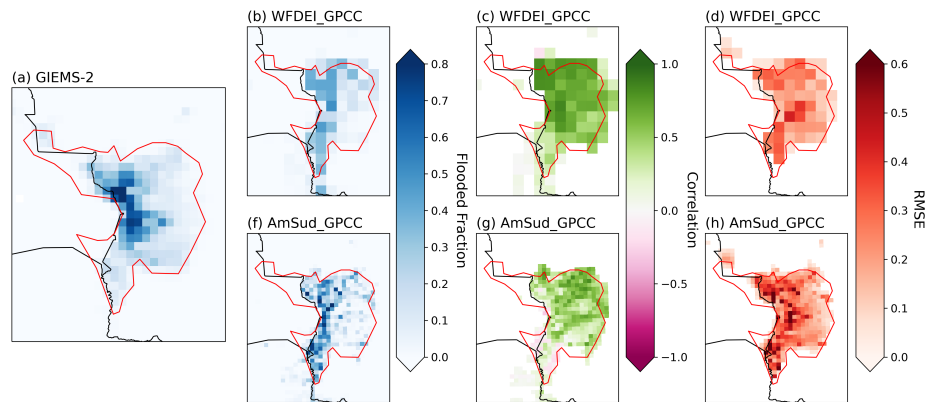 (a) GIEMS-2
(b) WFDEI_GPCC
(c) WFDEI_GPCC
(d) WFDEI_GPCC
0.8
0.7
0.6
0.5
0.4
0.3
0.2
0.1
0.0
Flooded Fraction
1.0
0.5
0.0
−0.5
−1.0
Correlation
0.6
0.5
0.4
0.3
0.2
0.1
0.0
RMSE
(f) AmSud_GPCC
(g) AmSud_GPCC
(h) AmSud_GPCC